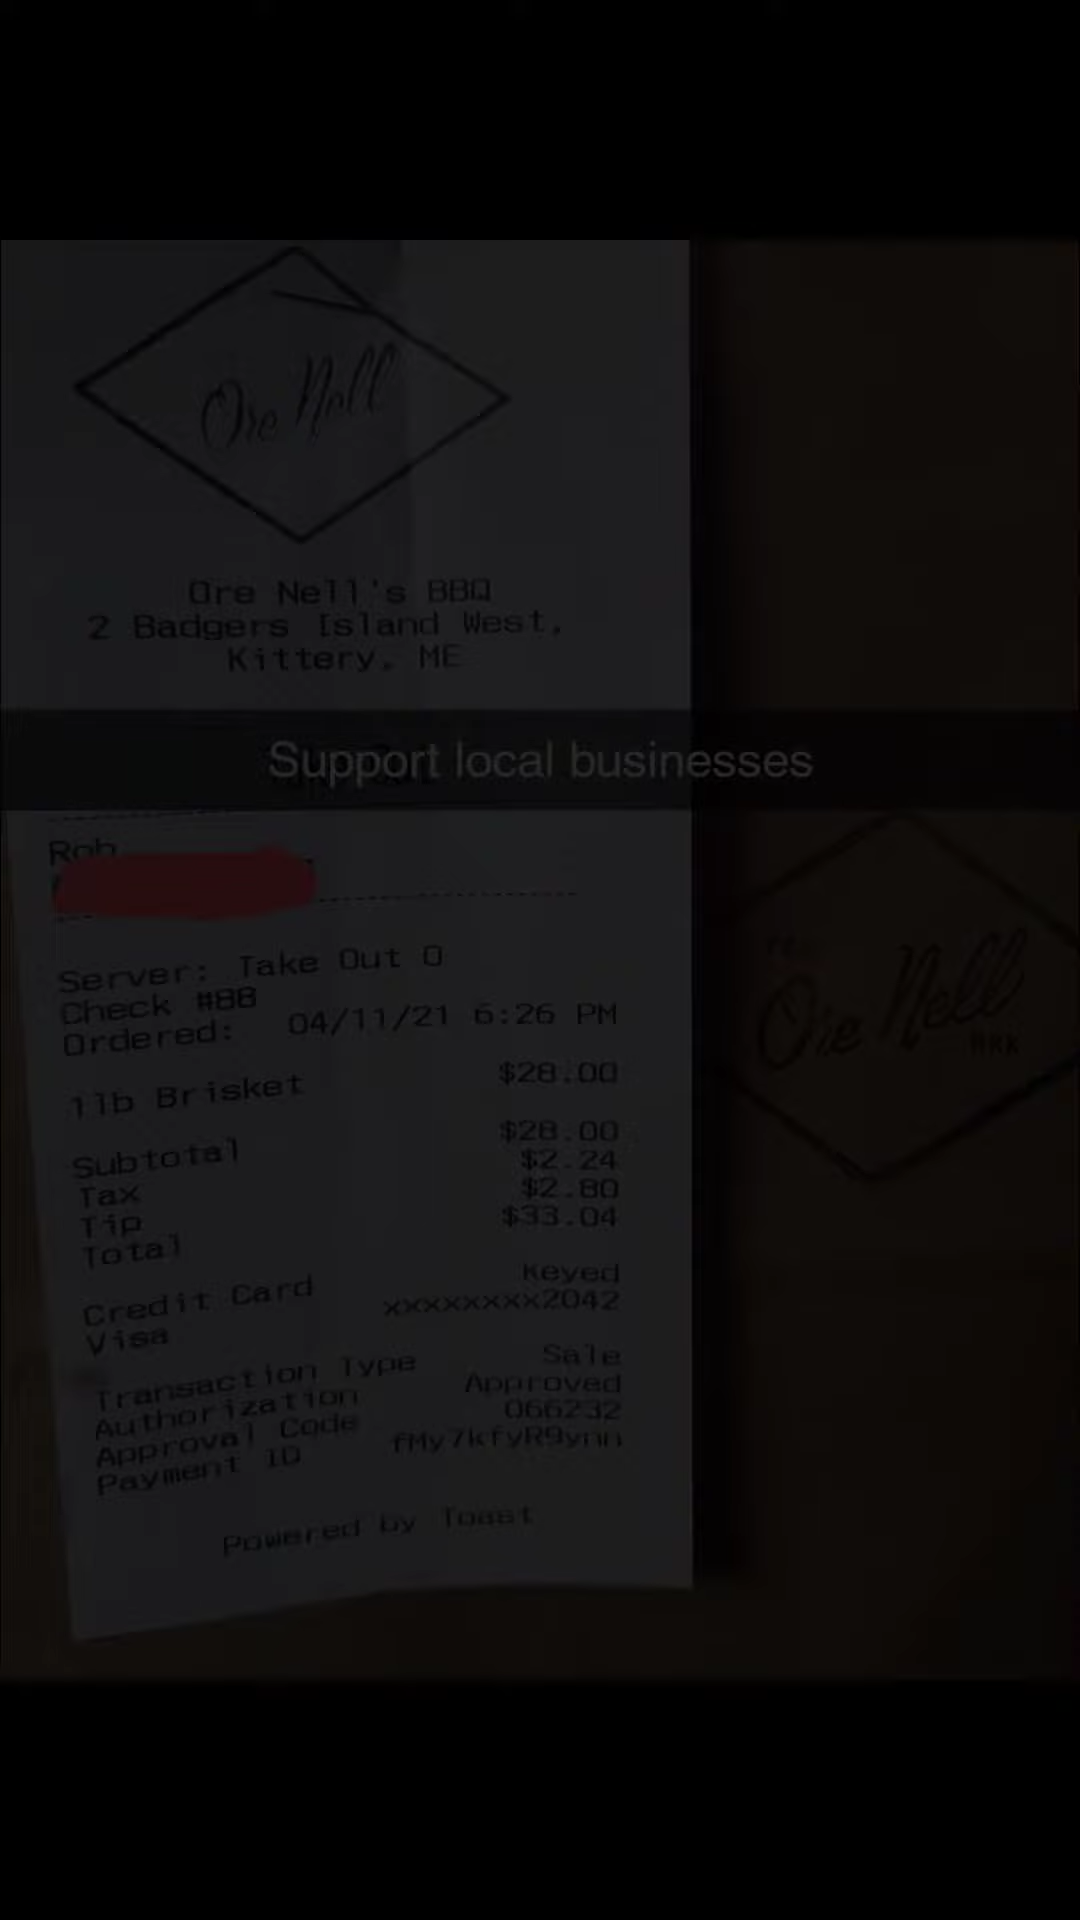 Ore Nell
Ore Nell's BBQ
2 Badgers Island West,
Kittery, ME
Support local businesses
Rob
Server: Take Out O
Check #88
Ordered: 04/11/21 6:26 PM
1lb Brisket $28.00
Subtotal $28.00
Tax $2.24
Tip $2.80
Total $33.04
Credit Card Keyed
Visa xxxxxxxx2042
Transaction Type Sale
Authorization Approved
Approval Code 066232
Payment ID fMy7kfyR9ynn
Powered by Toast
Ore Nell